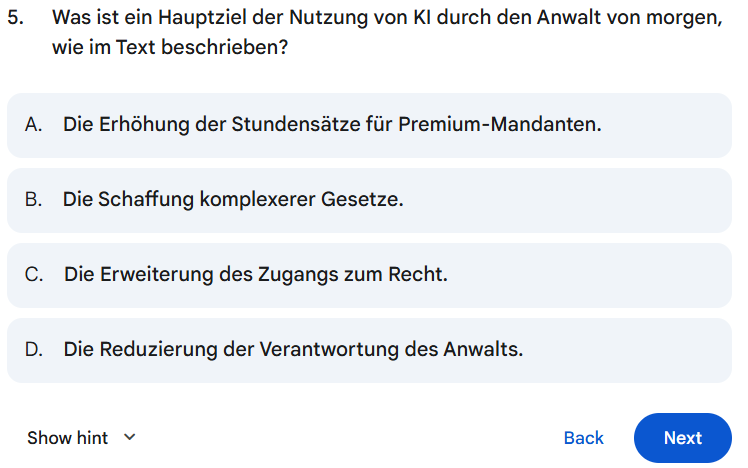 5. Was ist ein Hauptziel der Nutzung von KI durch den Anwalt von morgen,
wie im Text beschrieben?
A. Die Erhöhung der Stundensätze für Premium-Mandanten.
B. Die Schaffung komplexerer Gesetze.
C. Die Erweiterung des Zugangs zum Recht.
D. Die Reduzierung der Verantwortung des Anwalts.
Show hint Back Next